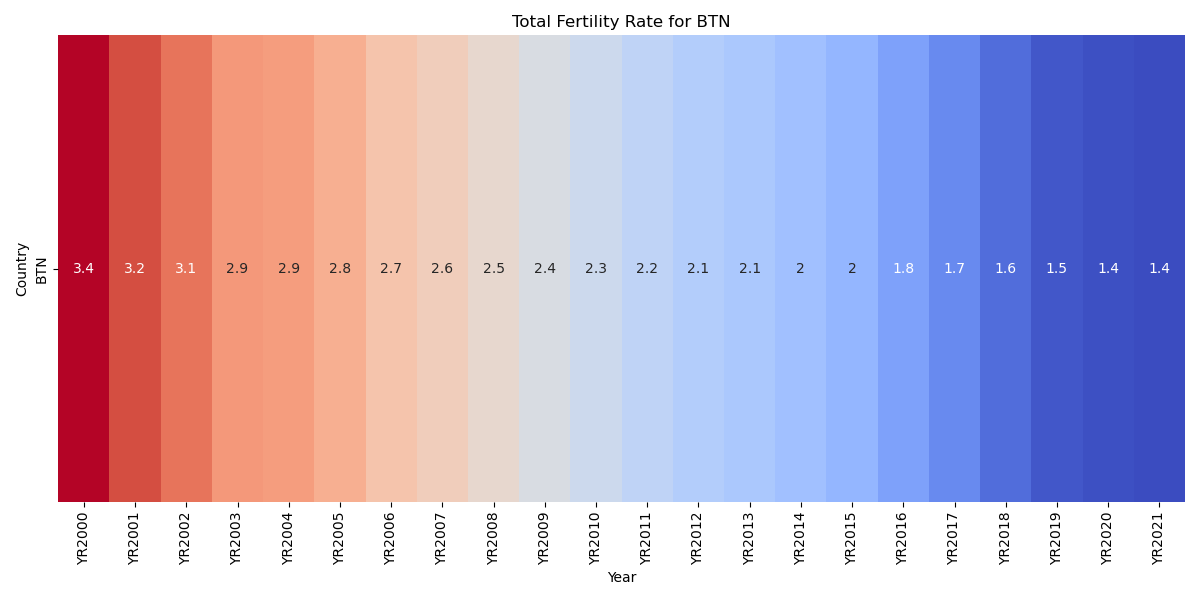 Total Fertility Rate for BTN
Country
BTN
3.4 3.2 3.1 2.9 2.9 2.8 2.7 2.6 2.5 2.4 2.3 2.2 2.1 2.1 2 2 1.8 1.7 1.6 1.5 1.4 1.4
YR2000 YR2001 YR2002 YR2003 YR2004 YR2005 YR2006 YR2007 YR2008 YR2009 YR2010 YR2011 YR2012 YR2013 YR2014 YR2015 YR2016 YR2017 YR2018 YR2019 YR2020 YR2021
Year